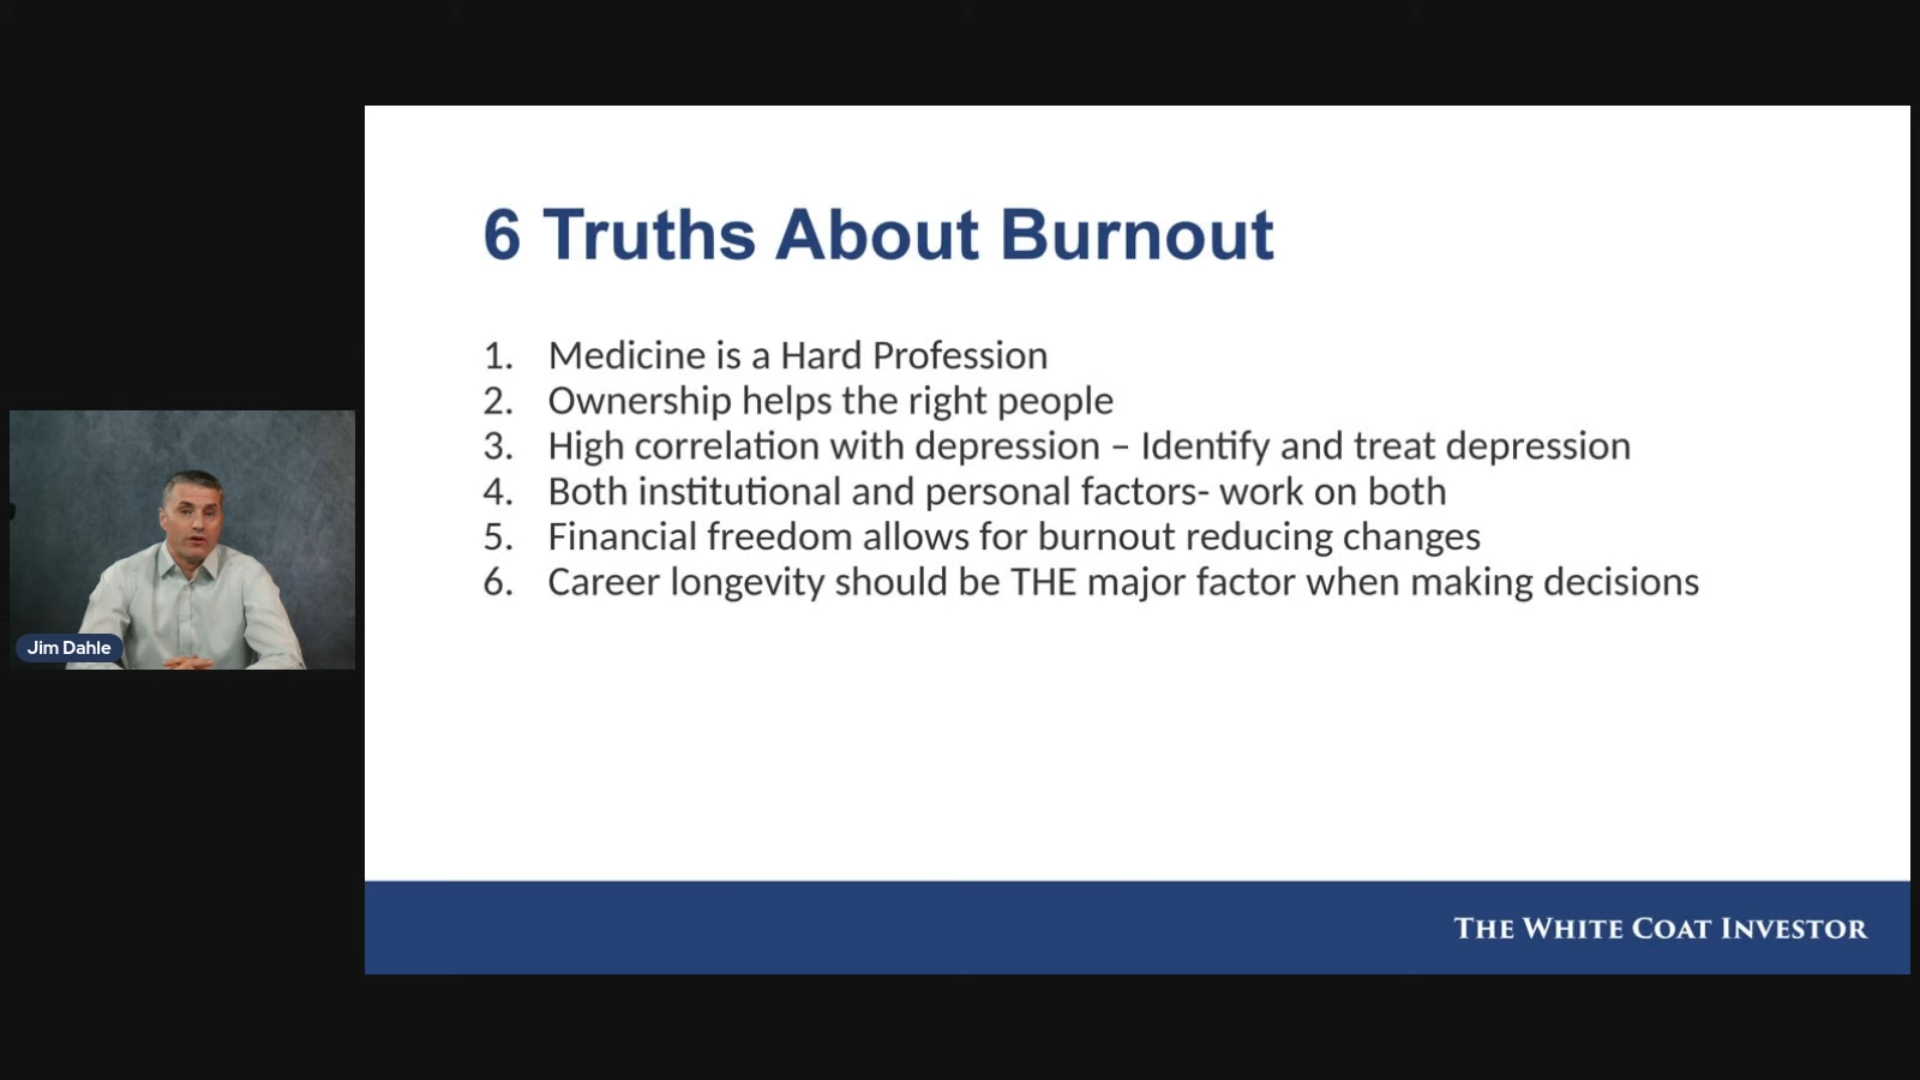 6 Truths About Burnout
1. Medicine is a Hard Profession
2. Ownership helps the right people
3. High correlation with depression – Identify and treat depression
4. Both institutional and personal factors- work on both
5. Financial freedom allows for burnout reducing changes
6. Career longevity should be THE major factor when making decisions
Jim Dahle
THE WHITE COAT INVESTOR